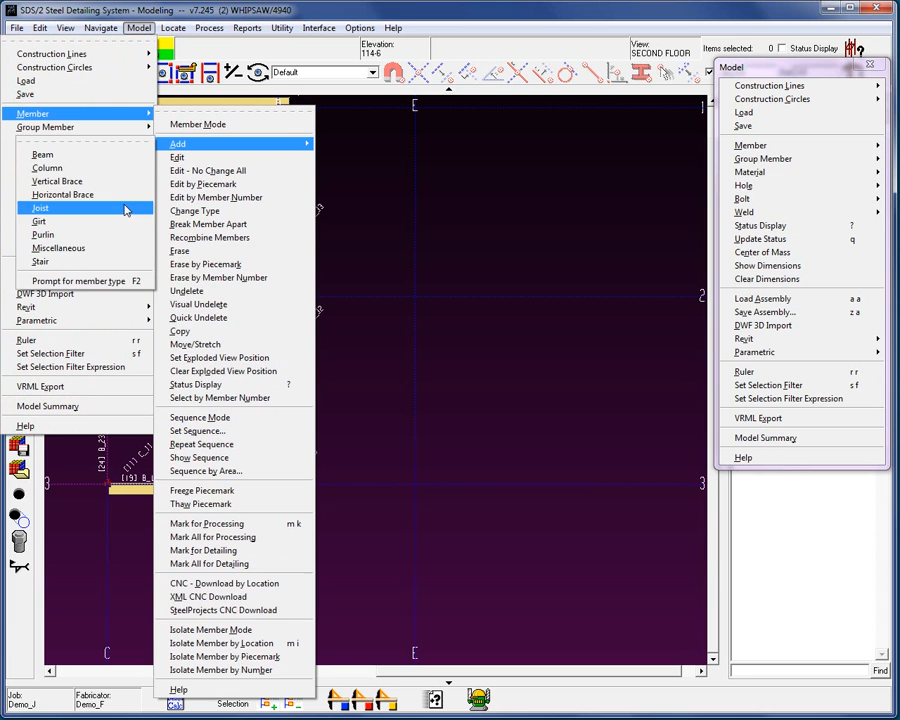 SDS/2 Steel Detailing System - Modeling -- v7.245 (2) WHIPSAW/4940
File Edit View Navigate Model Locate Process Reports Utility Interface Options Help
Elevation:
114-6
View:
SECOND FLOOR
Items selected: 0 Status Display
Default
Construction Lines
Construction Circles
Load
Save
Member
Group Member
Beam
Column
Vertical Brace
Horizontal Brace
Joist
Girt
Purlin
Miscellaneous
Stair
Prompt for member type F2
DWF 3D Import
Revit
Parametric
Ruler r r
Set Selection Filter s f
Set Selection Filter Expression
VRML Export
Model Summary
Help
Member Mode
Add
Edit
Edit - No Change All
Edit by Piecemark
Edit by Member Number
Change Type
Break Member Apart
Recombine Members
Erase
Erase by Piecemark
Erase by Member Number
Undelete
Visual Undelete
Quick Undelete
Copy
Move/Stretch
Set Exploded View Position
Clear Exploded View Position
Status Display ?
Select by Member Number
Sequence Mode
Set Sequence...
Repeat Sequence
Show Sequence
Sequence by Area...
Freeze Piecemark
Thaw Piecemark
Mark for Processing m k
Mark All for Processing
Mark for Detailing
Mark All for Detailing
CNC - Download by Location
XML CNC Download
SteelProjects CNC Download
Isolate Member Mode
Isolate Member by Location m i
Isolate Member by Piecemark
Isolate Member by Number
Help
Model
Construction Lines
Construction Circles
Load
Save
Member
Group Member
Material
Hole
Bolt
Weld
Status Display ?
Update Status q
Center of Mass
Show Dimensions
Clear Dimensions
Load Assembly a a
Save Assembly... z a
DWF 3D Import
Revit
Parametric
Ruler r r
Set Selection Filter s f
Set Selection Filter Expression
VRML Export
Model Summary
Help
E 1
2
3 3
C E
[24] B_23
[11] C_11
Find
Job:
Demo_J
Fabricator:
Demo_F
Calc
Selection